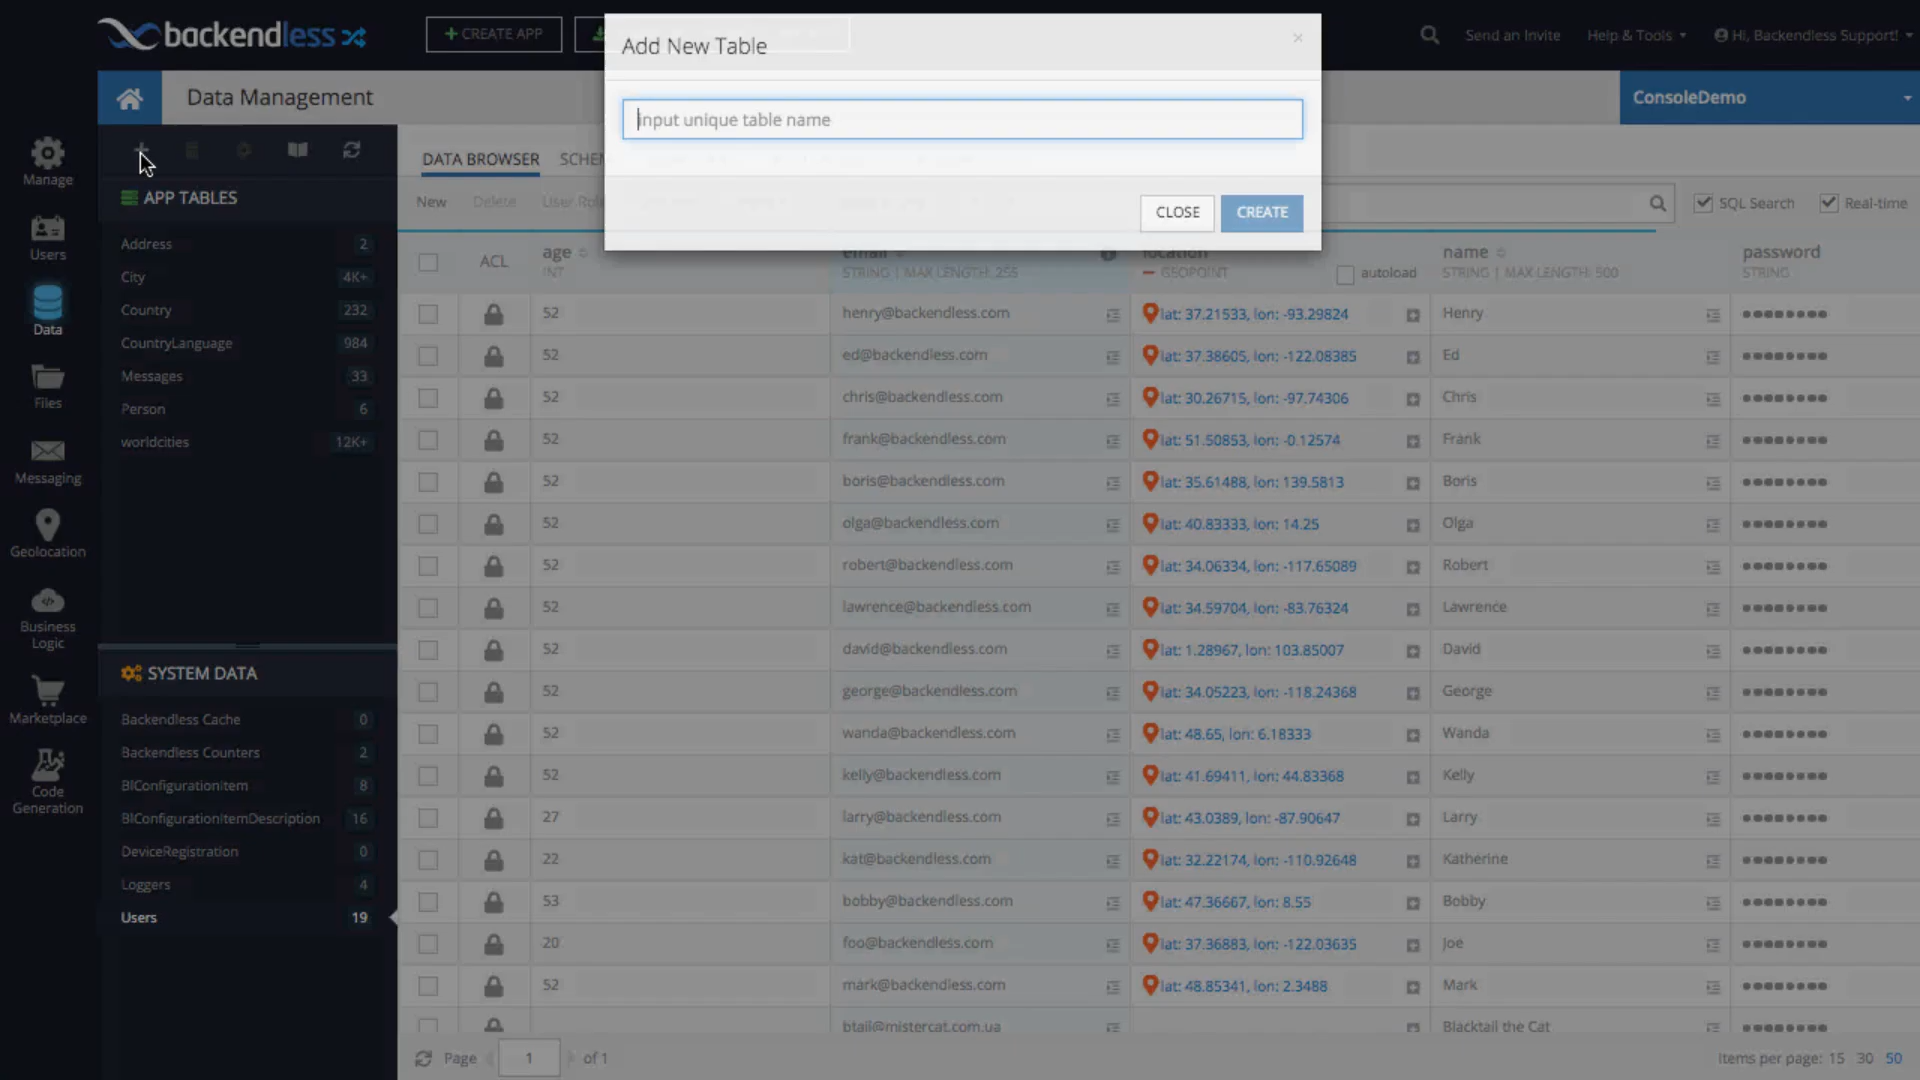 backendless
+ CREATE APP
Add New Table
×
Send an Invite
Help & Tools
Hi, Backendless Support!
Data Management
ConsoleDemo
input unique table name
Manage
DATA BROWSER
SCHEM
APP TABLES
New
Delete
User Role
CLOSE
CREATE
SQL Search
Real-time
Users
Address 2
City 4K+
Country 232
CountryLanguage 984
Messages 33
Person 6
worldcities 12K+
Data
Files
Messaging
Geolocation
Business Logic
Marketplace
Code Generation
SYSTEM DATA
Backendless Cache 0
Backendless Counters 2
BlConfigurationItem 8
BlConfigurationItemDescription 16
DeviceRegistration 0
Loggers 4
Users 19
ACL
age
INT
email
STRING | MAX LENGTH: 255
location
GEOPOINT
autoload
name
STRING | MAX LENGTH: 500
password
STRING
52 henry@backendless.com lat: 37.21533, lon: -93.29824 Henry ●●●●●●●●
52 ed@backendless.com lat: 37.38605, lon: -122.08385 Ed ●●●●●●●●
52 chris@backendless.com lat: 30.26715, lon: -97.74306 Chris ●●●●●●●●
52 frank@backendless.com lat: 51.50853, lon: -0.12574 Frank ●●●●●●●●
52 boris@backendless.com lat: 35.61488, lon: 139.5813 Boris ●●●●●●●●
52 olga@backendless.com lat: 40.83333, lon: 14.25 Olga ●●●●●●●●
52 robert@backendless.com lat: 34.06334, lon: -117.65089 Robert ●●●●●●●●
52 lawrence@backendless.com lat: 34.59704, lon: -83.76324 Lawrence ●●●●●●●●
52 david@backendless.com lat: 1.28967, lon: 103.85007 David ●●●●●●●●
52 george@backendless.com lat: 34.05223, lon: -118.24368 George ●●●●●●●●
52 wanda@backendless.com lat: 48.65, lon: 6.18333 Wanda ●●●●●●●●
52 kelly@backendless.com lat: 41.69411, lon: 44.83368 Kelly ●●●●●●●●
27 larry@backendless.com lat: 43.0389, lon: -87.90647 Larry ●●●●●●●●
22 kat@backendless.com lat: 32.22174, lon: -110.92648 Katherine ●●●●●●●●
53 bobby@backendless.com lat: 47.36667, lon: 8.55 Bobby ●●●●●●●●
20 foo@backendless.com lat: 37.36883, lon: -122.03635 Joe ●●●●●●●●
52 mark@backendless.com lat: 48.85341, lon: 2.3488 Mark ●●●●●●●●
btail@mistercat.com.ua Blacktail the Cat ●●●●●●●●
Page 1 of 1
Items per page: 15 30 50